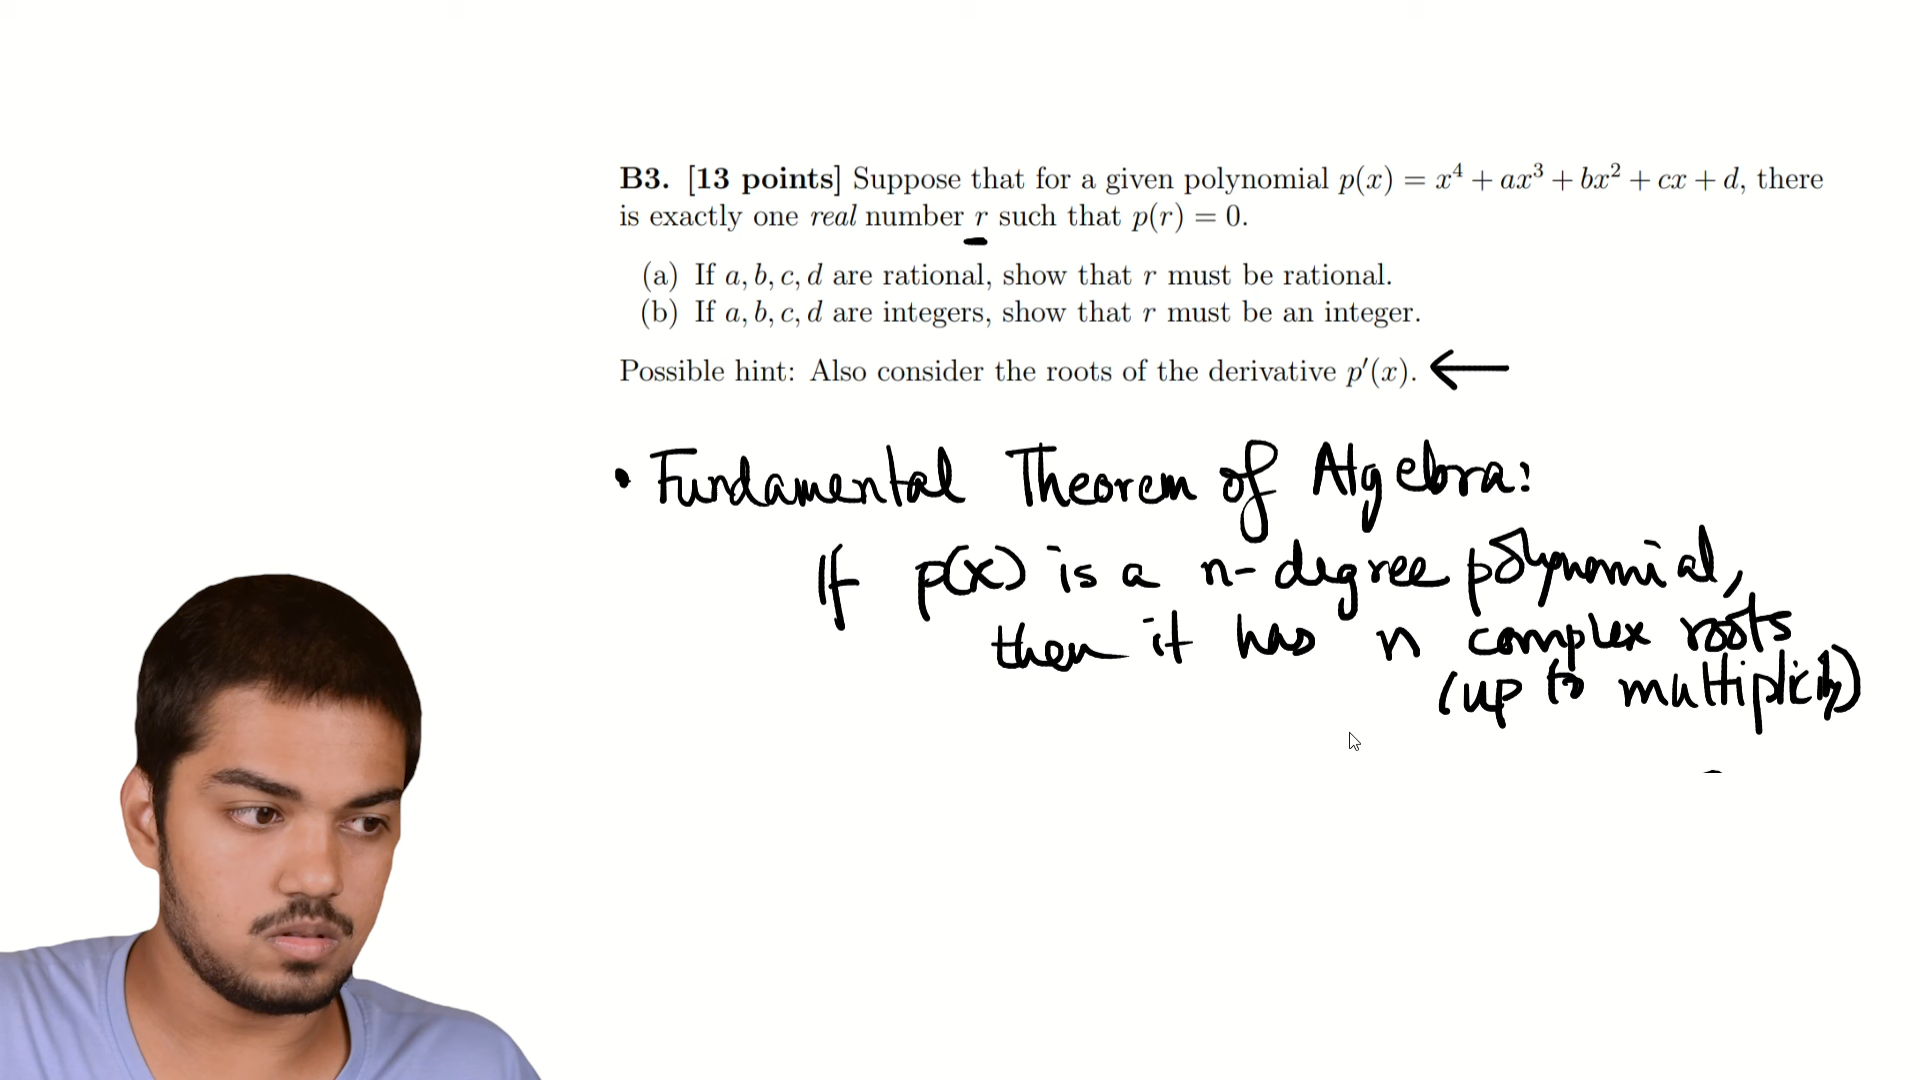 B3. [13 points] Suppose that for a given polynomial p(x) = x⁴ + ax³ + bx² + cx + d, there
is exactly one real number r such that p(r) = 0.
(a) If a, b, c, d are rational, show that r must be rational.
(b) If a, b, c, d are integers, show that r must be an integer.
Possible hint: Also consider the roots of the derivative p′(x). ←
• Fundamental Theorem of Algebra:
If p(x) is a n-degree polynomial,
then it has n complex roots
(up to multiplicity)